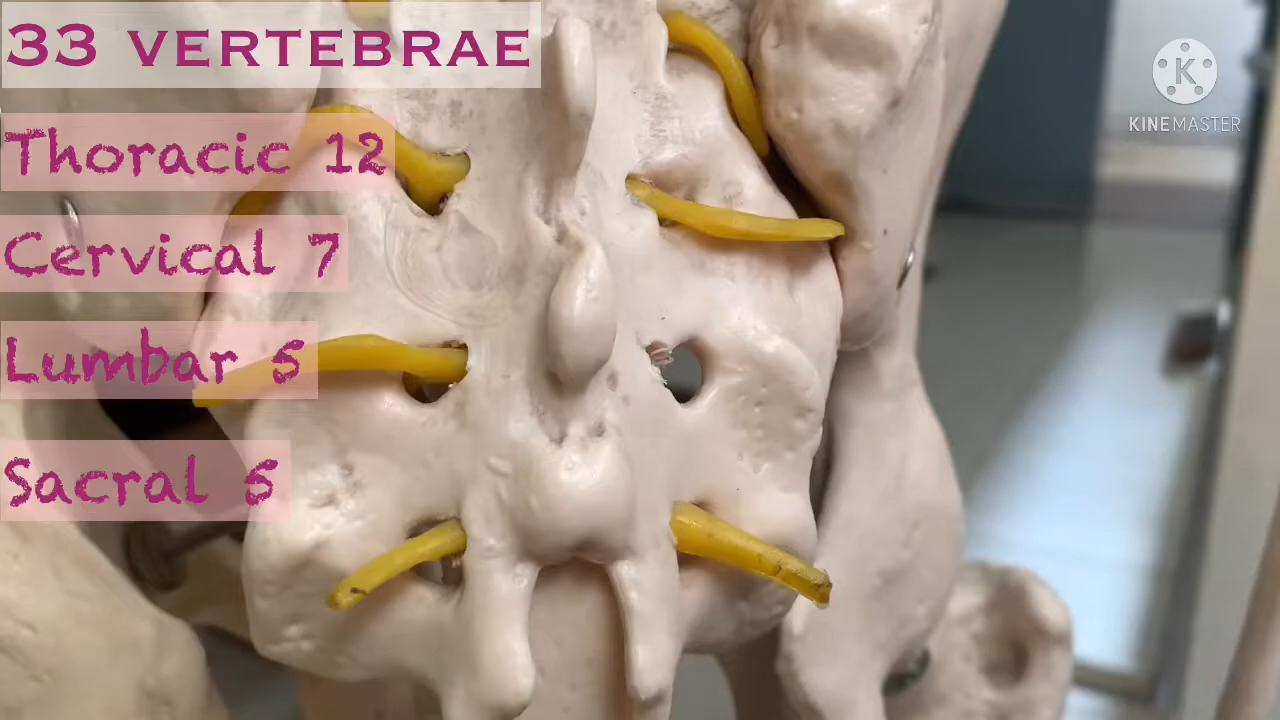 33 VERTEBRAE
Thoracic 12
Cervical 7
Lumbar 5
Sacral 5
K
KINEMASTER